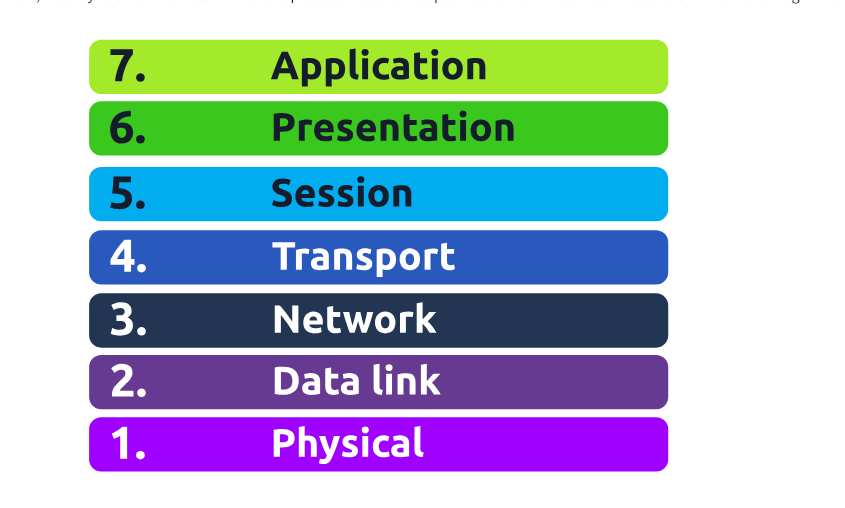 7. Application
6. Presentation
5. Session
4. Transport
3. Network
2. Data link
1. Physical